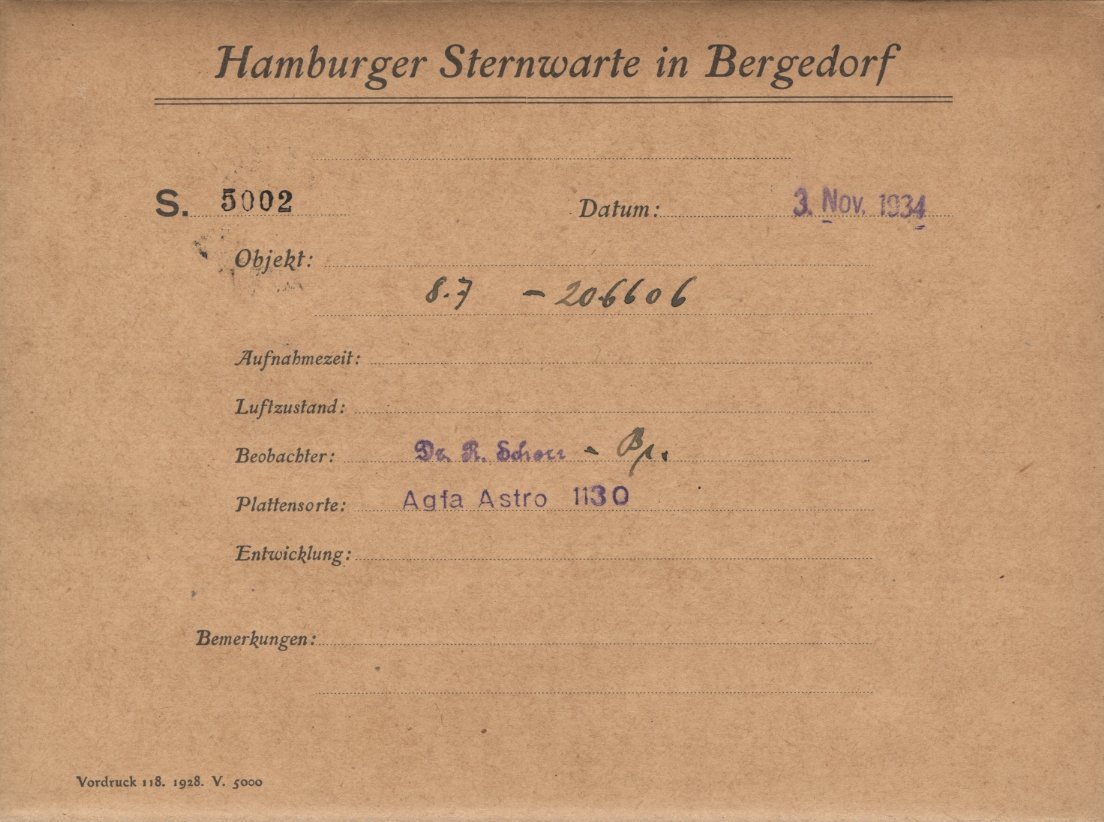 Hamburger Sternwarte in Bergedorf
S. 5002 Datum: 3. Nov. 1934
Objekt:
8.7 - 206606
Aufnahmezeit:
Luftzustand:
Beobachter: Dr. R. Schorr -
Plattensorte: Agfa Astro 1130
Entwicklung:
Bemerkungen:
Vordruck 118. 1928. V. 5000